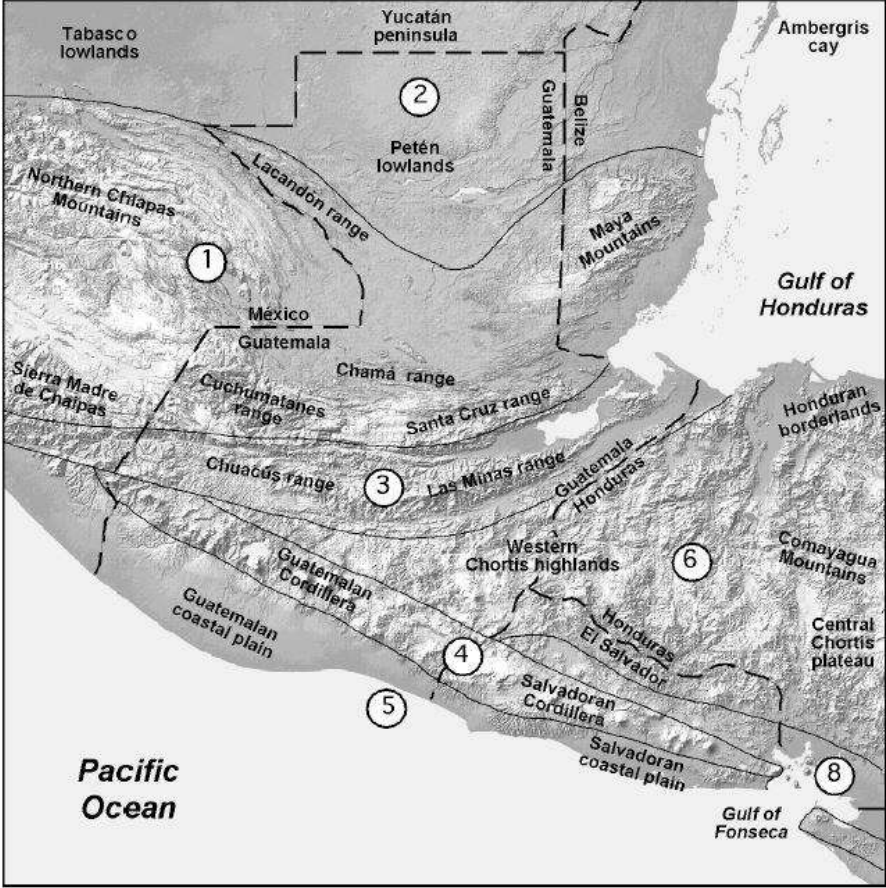 Tabasco
lowlands
Yucatán
peninsula
Ambergris
cay
2
Belize
Guatemala
Petén
lowlands
Lacandón range
Northern Chiapas
Mountains
Maya
Mountains
1
Gulf of
Honduras
México
Guatemala
Chamá range
Sierra Madre
de Chaipas
Cuchumatanes
range
Santa Cruz range
Honduran
borderlands
Chuacús range
3
Las Minas range
Guatemala
Honduras
Western
Chortis highlands
6
Comayagua
Mountains
Guatemalan
Cordillera
Guatemalan
coastal plain
Honduras
El Salvador
Central
Chortis
plateau
4
5
Salvadoran
Cordillera
Salvadoran
coastal plain
Pacific
Ocean
8
Gulf of
Fonseca